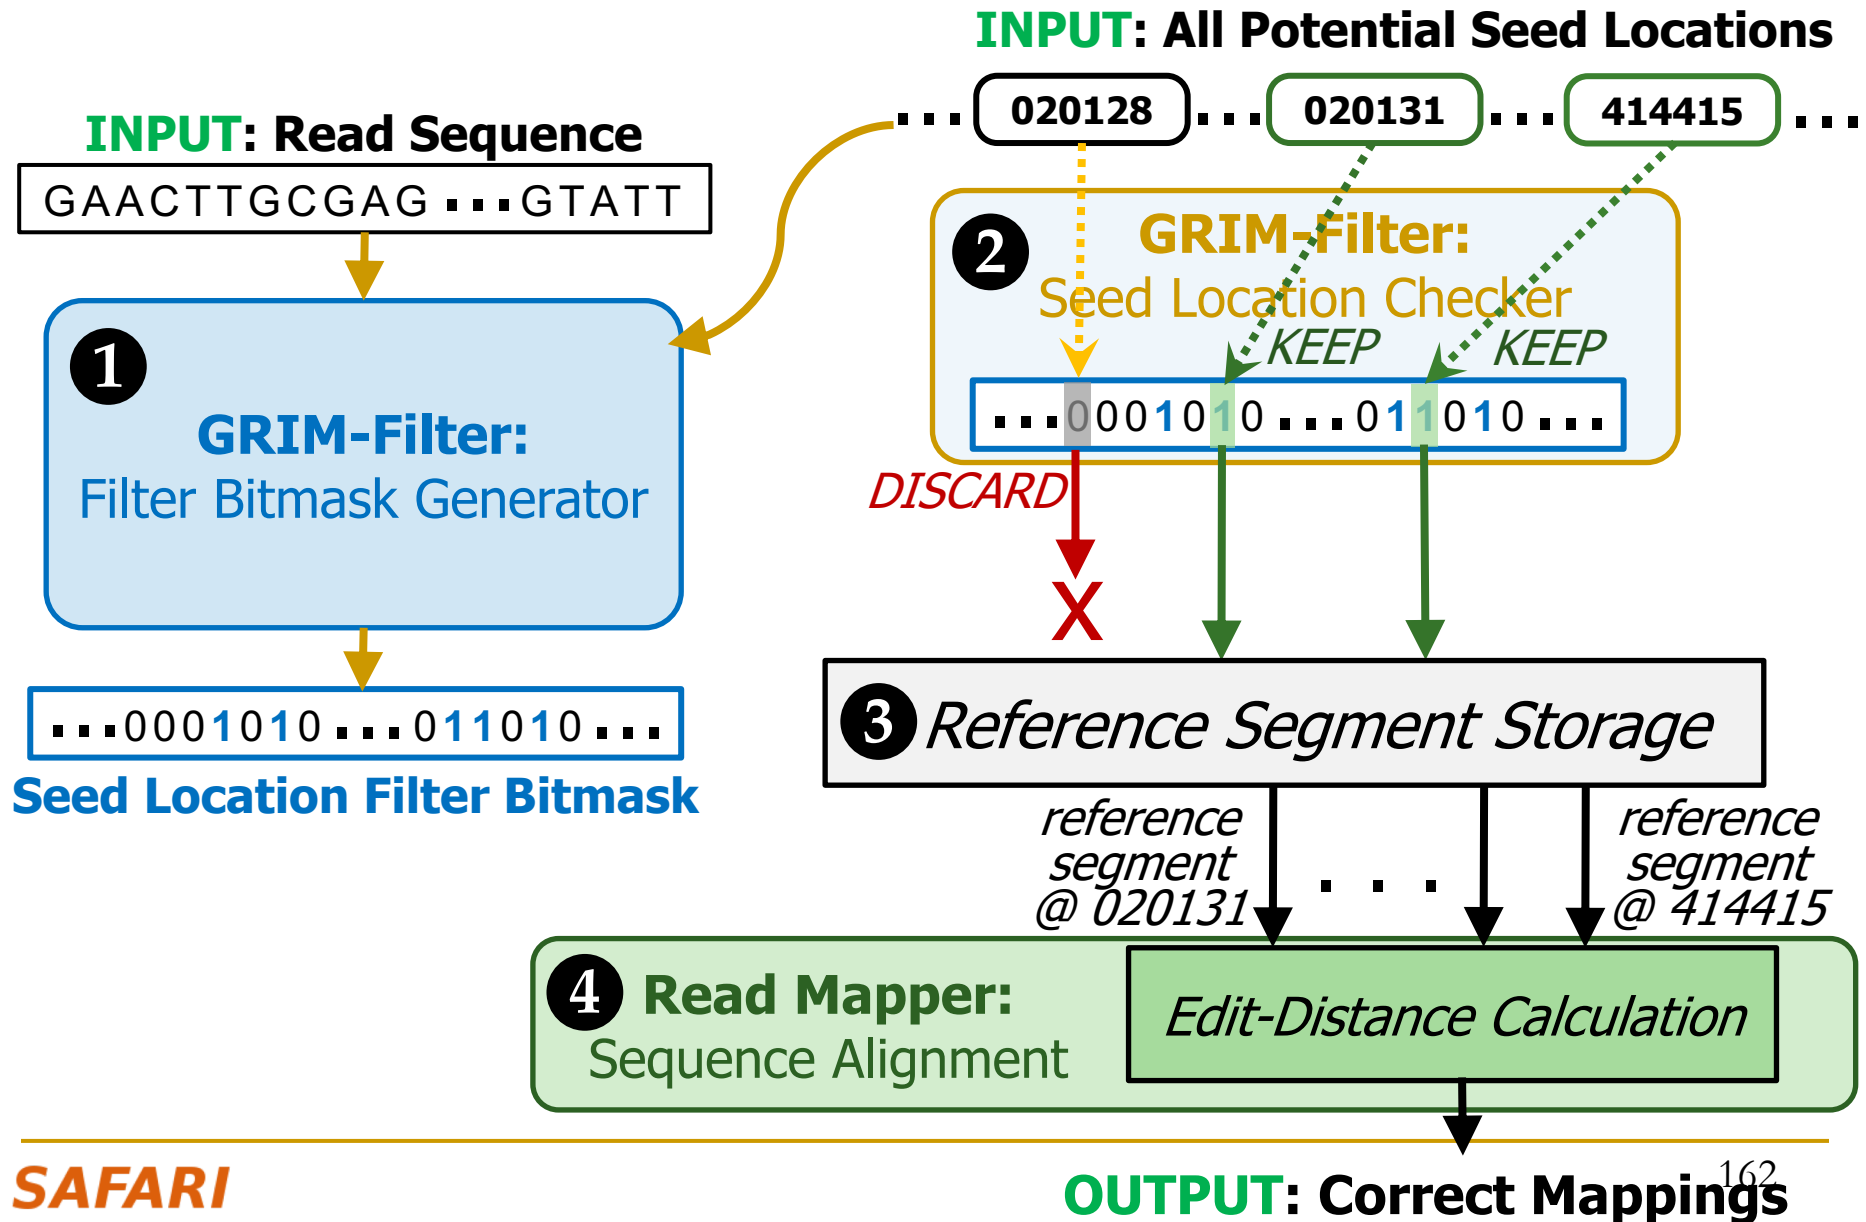 INPUT: All Potential Seed Locations
... 020128 ... 020131 ... 414415 ...
INPUT: Read Sequence
GAACTTGCGAG ... GTATT
1
GRIM-Filter:
Filter Bitmask Generator
...0001010...011010...
Seed Location Filter Bitmask
2
GRIM-Filter:
Seed Location Checker
KEEP KEEP
...0001010...011010...
DISCARD
X
3 Reference Segment Storage
reference
segment
@ 020131
. . .
reference
segment
@ 414415
4 Read Mapper:
Sequence Alignment
Edit-Distance Calculation
SAFARI
OUTPUT: Correct Mappings
162